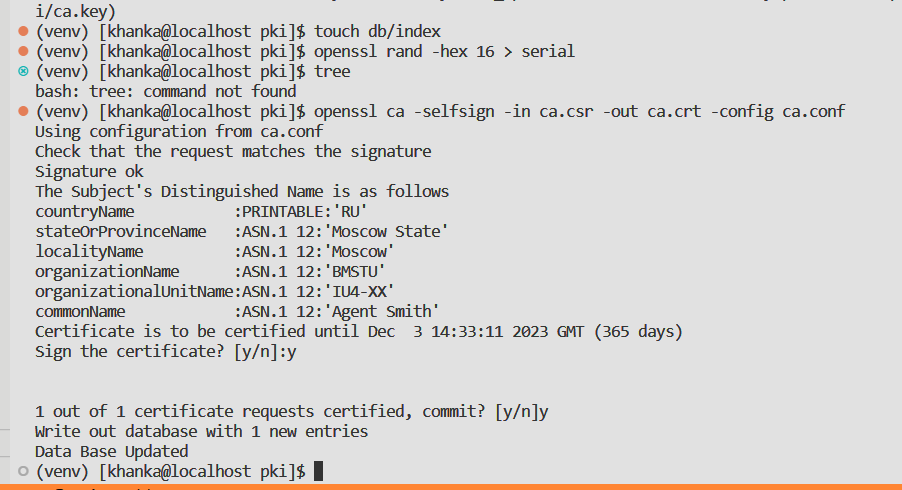 i/ca.key)
(venv) [khanka@localhost pki]$ touch db/index
(venv) [khanka@localhost pki]$ openssl rand -hex 16 > serial
(venv) [khanka@localhost pki]$ tree
bash: tree: command not found
(venv) [khanka@localhost pki]$ openssl ca -selfsign -in ca.csr -out ca.crt -config ca.conf
Using configuration from ca.conf
Check that the request matches the signature
Signature ok
The Subject's Distinguished Name is as follows
countryName           :PRINTABLE:'RU'
stateOrProvinceName   :ASN.1 12:'Moscow State'
localityName          :ASN.1 12:'Moscow'
organizationName      :ASN.1 12:'BMSTU'
organizationalUnitName:ASN.1 12:'IU4-XX'
commonName            :ASN.1 12:'Agent Smith'
Certificate is to be certified until Dec  3 14:33:11 2023 GMT (365 days)
Sign the certificate? [y/n]:y
1 out of 1 certificate requests certified, commit? [y/n]y
Write out database with 1 new entries
Data Base Updated
(venv) [khanka@localhost pki]$